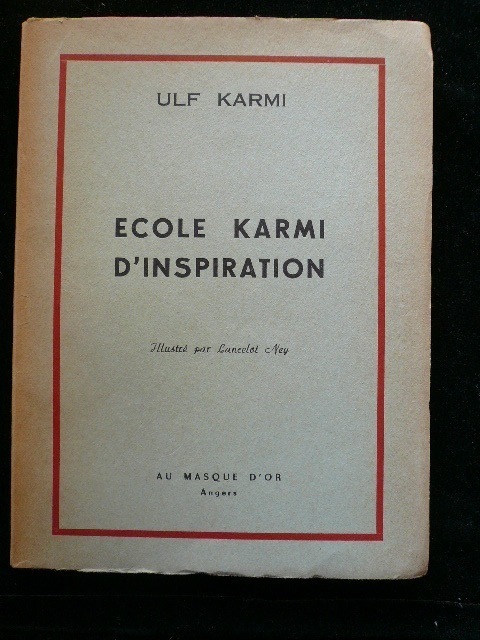 ULF KARMI
ECOLE KARMI
D'INSPIRATION
Illustré par Lancelot Ney
AU MASQUE D'OR
Angers